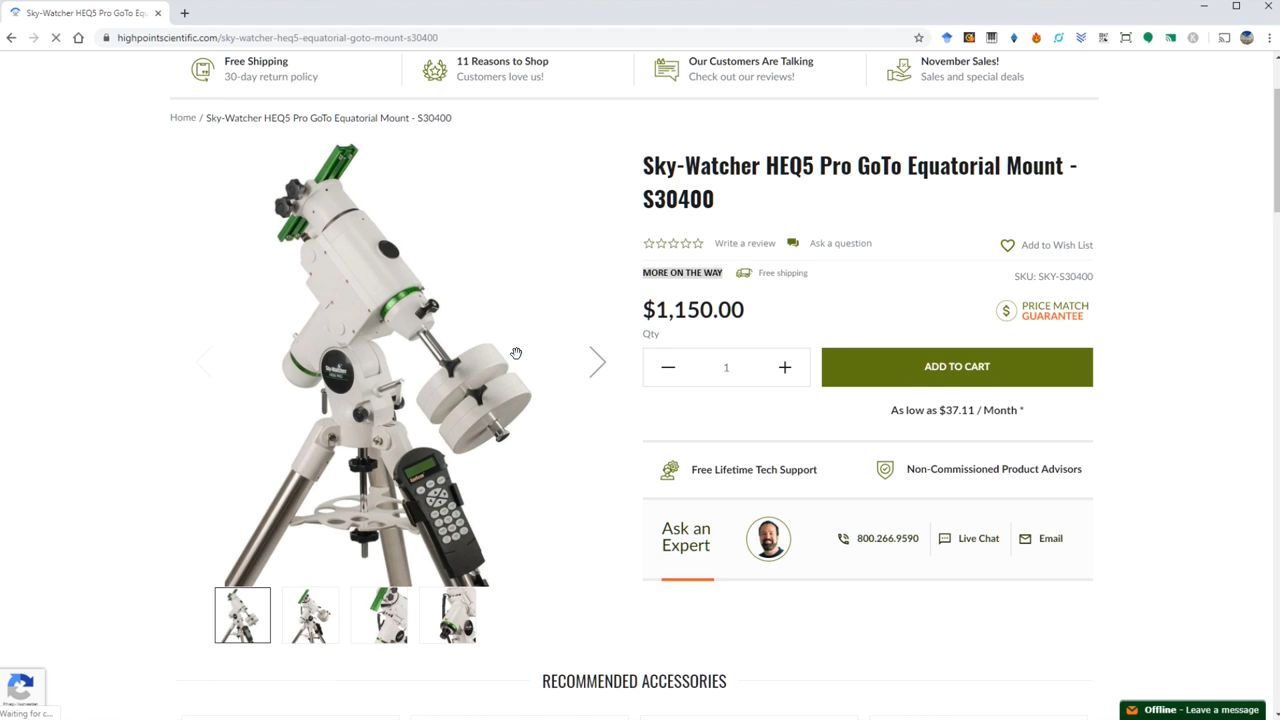 Sky-Watcher HEQ5 Pro GoTo Eq
highpointscientific.com/sky-watcher-heq5-equatorial-goto-mount-s30400
Free Shipping
30-day return policy
11 Reasons to Shop
Customers love us!
Our Customers Are Talking
Check out our reviews!
November Sales!
Sales and special deals
Home / Sky-Watcher HEQ5 Pro GoTo Equatorial Mount - S30400
Sky-Watcher HEQ5 Pro GoTo Equatorial Mount -
S30400
Write a review
Ask a question
Add to Wish List
MORE ON THE WAY
Free shipping
SKU: SKY-S30400
$1,150.00
PRICE MATCH
GUARANTEE
Qty
1
ADD TO CART
As low as $37.11 / Month *
Free Lifetime Tech Support
Non-Commissioned Product Advisors
Ask an
Expert
800.266.9590
Live Chat
Email
Sky-Watcher
RECOMMENDED ACCESSORIES
Waiting for c...
Offline - Leave a message